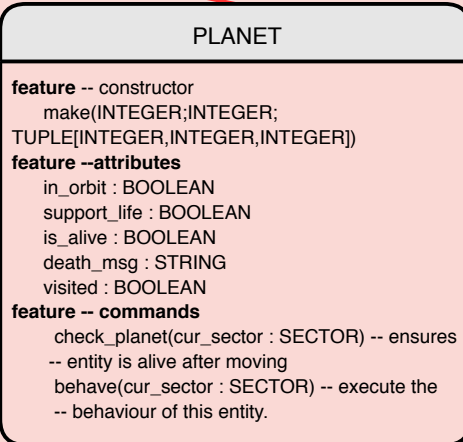 PLANET
feature -- constructor
make(INTEGER;INTEGER;
TUPLE[INTEGER,INTEGER,INTEGER])
feature --attributes
in_orbit : BOOLEAN
support_life : BOOLEAN
is_alive : BOOLEAN
death_msg : STRING
visited : BOOLEAN
feature -- commands
check_planet(cur_sector : SECTOR) -- ensures
-- entity is alive after moving
behave(cur_sector : SECTOR) -- execute the
-- behaviour of this entity.